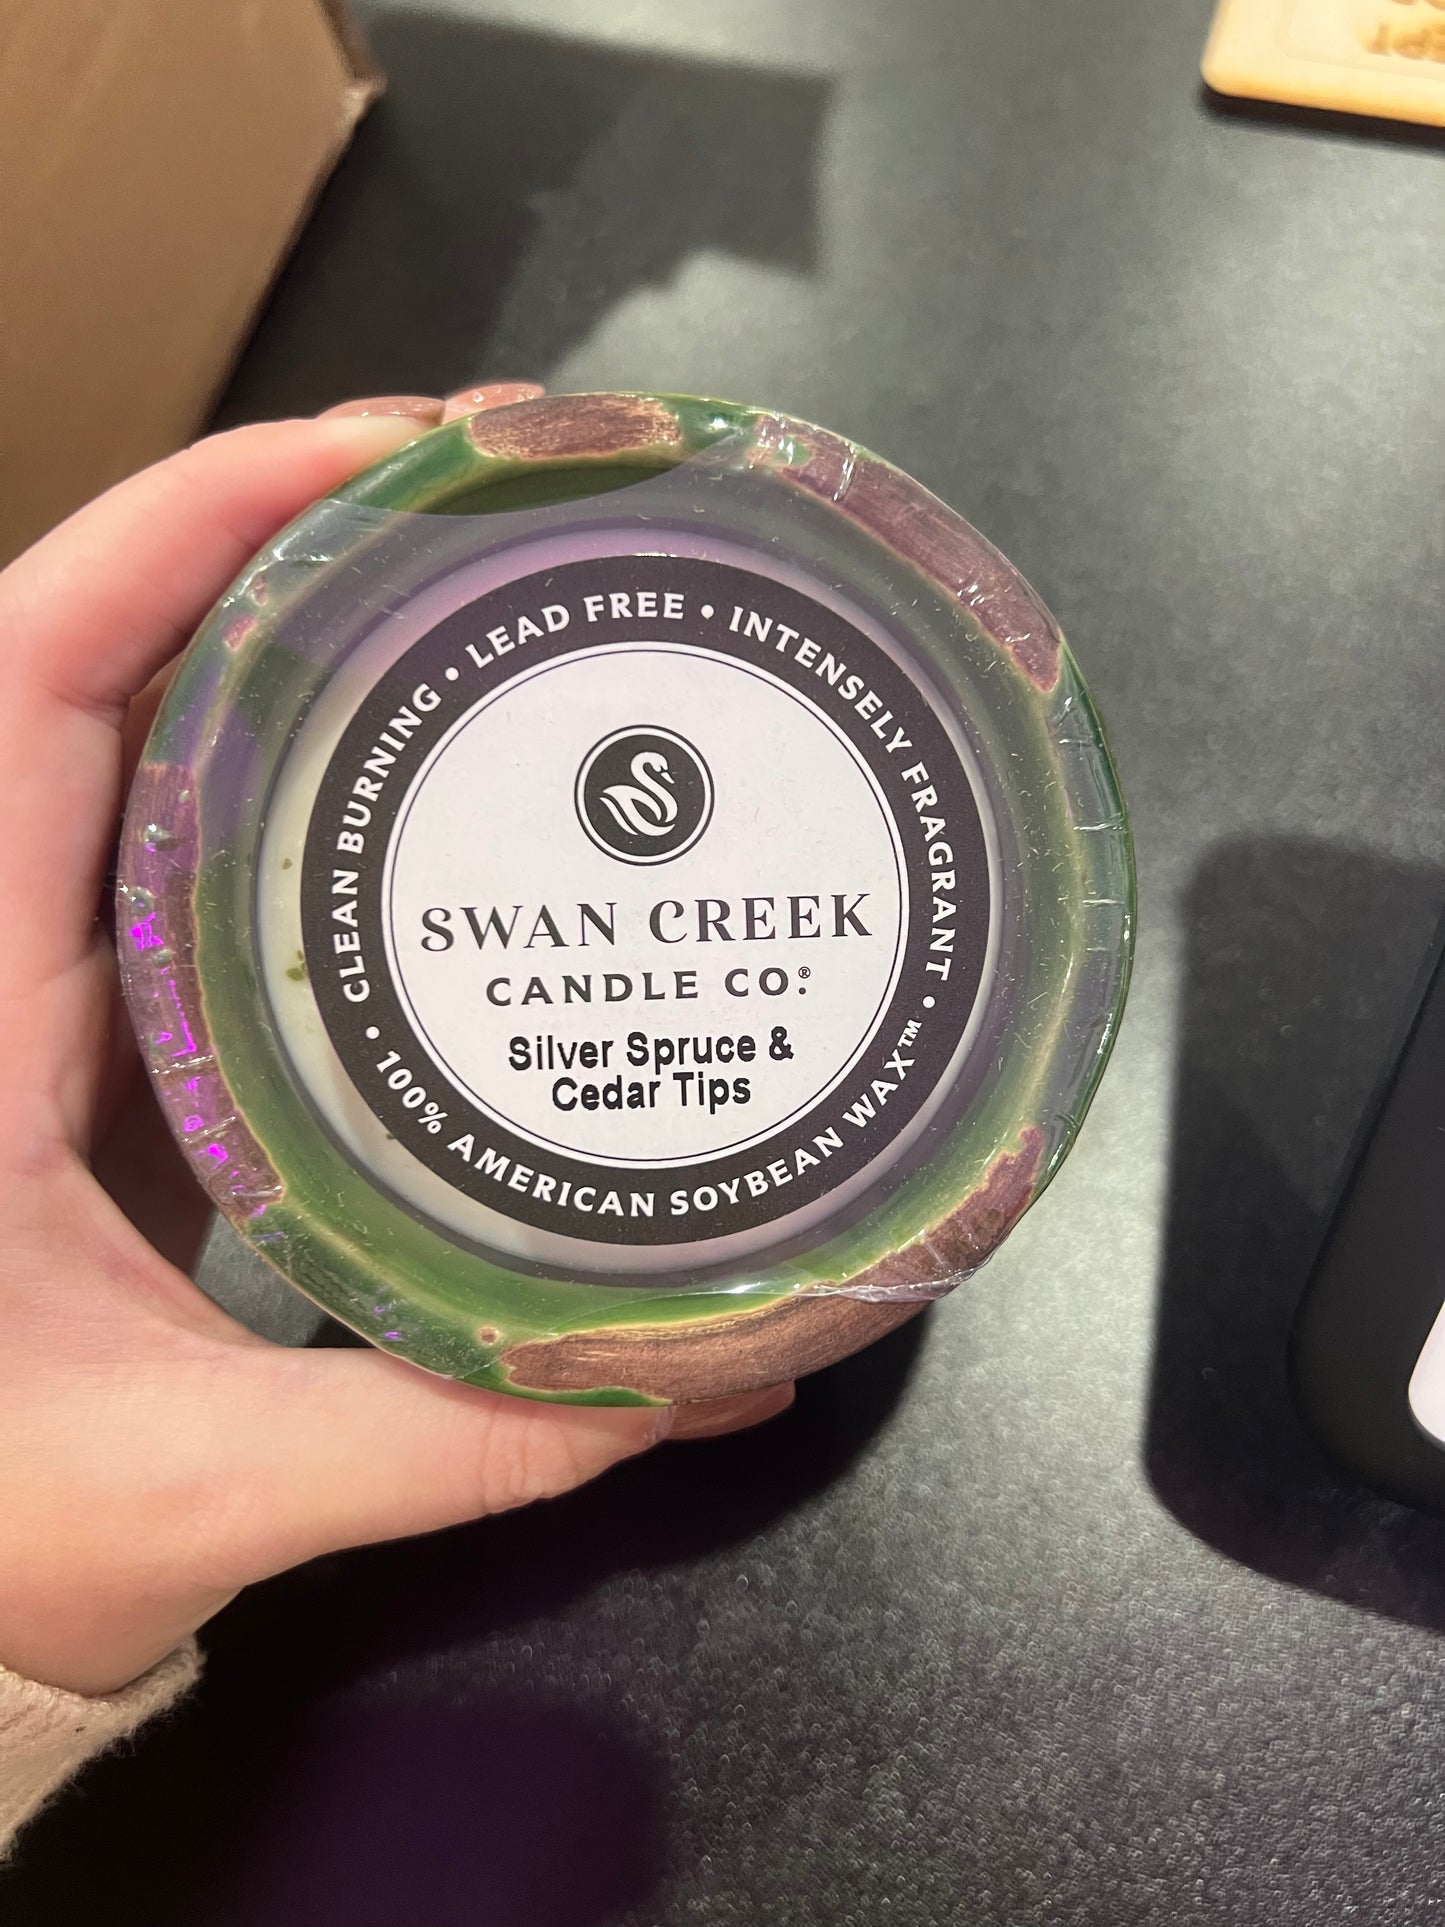 CLEAN BURNING • LEAD FREE • INTENSELY FRAGRANT •
• 100% AMERICAN SOYBEAN WAX™
SWAN CREEK
CANDLE CO.®
Silver Spruce &
Cedar Tips